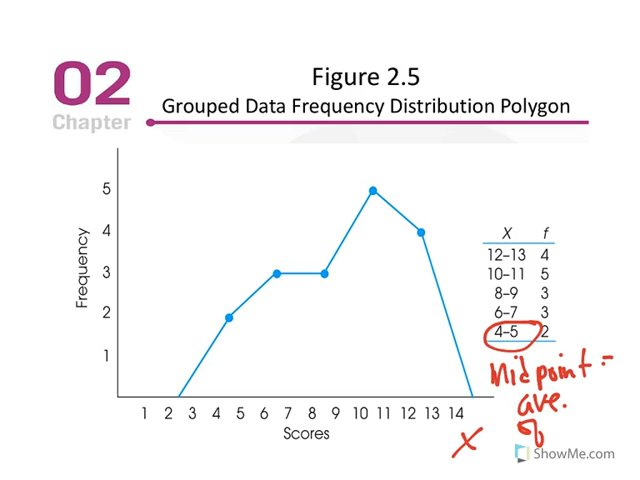 02
Chapter
Figure 2.5
Grouped Data Frequency Distribution Polygon
Frequency
5
4
3
2
1
1 2 3 4 5 6 7 8 9 10 11 12 13 14
Scores
X f
12–13 4
10–11 5
8–9 3
6–7 3
4–5 2
Midpoint =
ave.
of
X
ShowMe.com